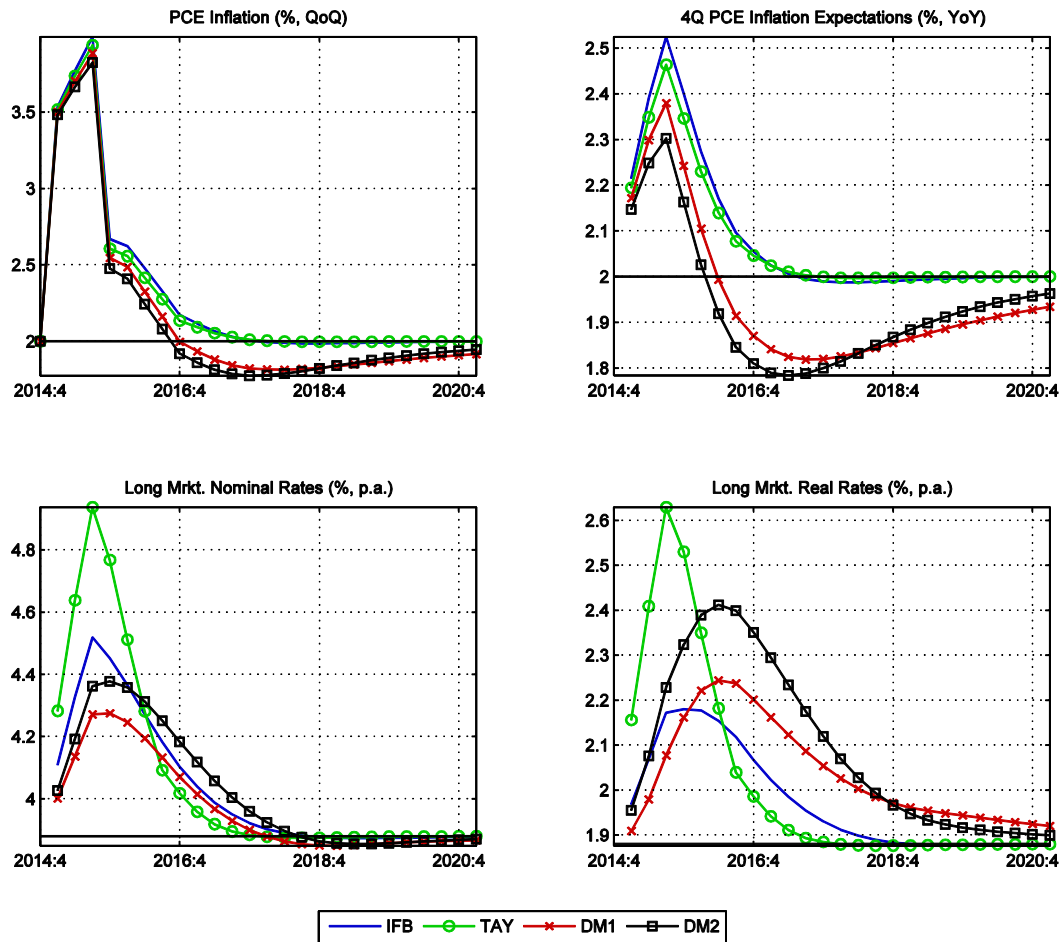 PCE Inflation (%, QoQ)
3.5
3
2.5
2
2014:4 2016:4 2018:4 2020:4
4Q PCE Inflation Expectations (%, YoY)
2.5
2.4
2.3
2.2
2.1
2
1.9
1.8
2014:4 2016:4 2018:4 2020:4
Long Mrkt. Nominal Rates (%, p.a.)
4.8
4.6
4.4
4.2
4
2014:4 2016:4 2018:4 2020:4
Long Mrkt. Real Rates (%, p.a.)
2.6
2.5
2.4
2.3
2.2
2.1
2
1.9
2014:4 2016:4 2018:4 2020:4
IFB TAY DM1 DM2